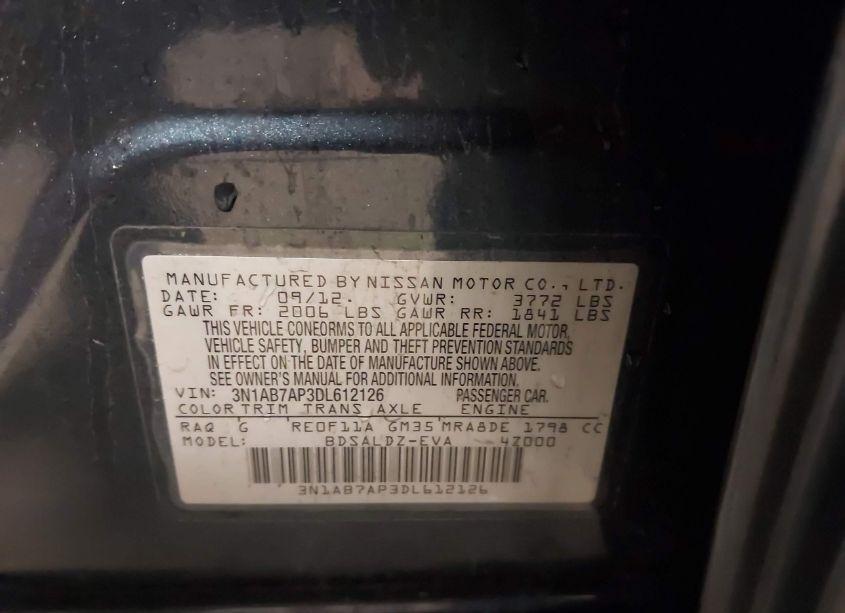 MANUFACTURED BY NISSAN MOTOR CO., LTD.
DATE: 09/12. GVWR: 3772 LBS
GAWR FR: 2006 LBS GAWR RR: 1841 LBS
THIS VEHICLE CONFORMS TO ALL APPLICABLE FEDERAL MOTOR,
VEHICLE SAFETY, BUMPER AND THEFT PREVENTION STANDARDS
IN EFFECT ON THE DATE OF MANUFACTURE SHOWN ABOVE.
SEE OWNER'S MANUAL FOR ADDITIONAL INFORMATION.
VIN: 3N1AB7AP3DL612126 PASSENGER CAR.
COLOR TRIM TRANS AXLE ENGINE
RAQ G RE0F11A GM35 MRA8DE 1798 CC
MODEL: BDSALDZ-EVA 4Z000
3N1AB7AP3DL612126